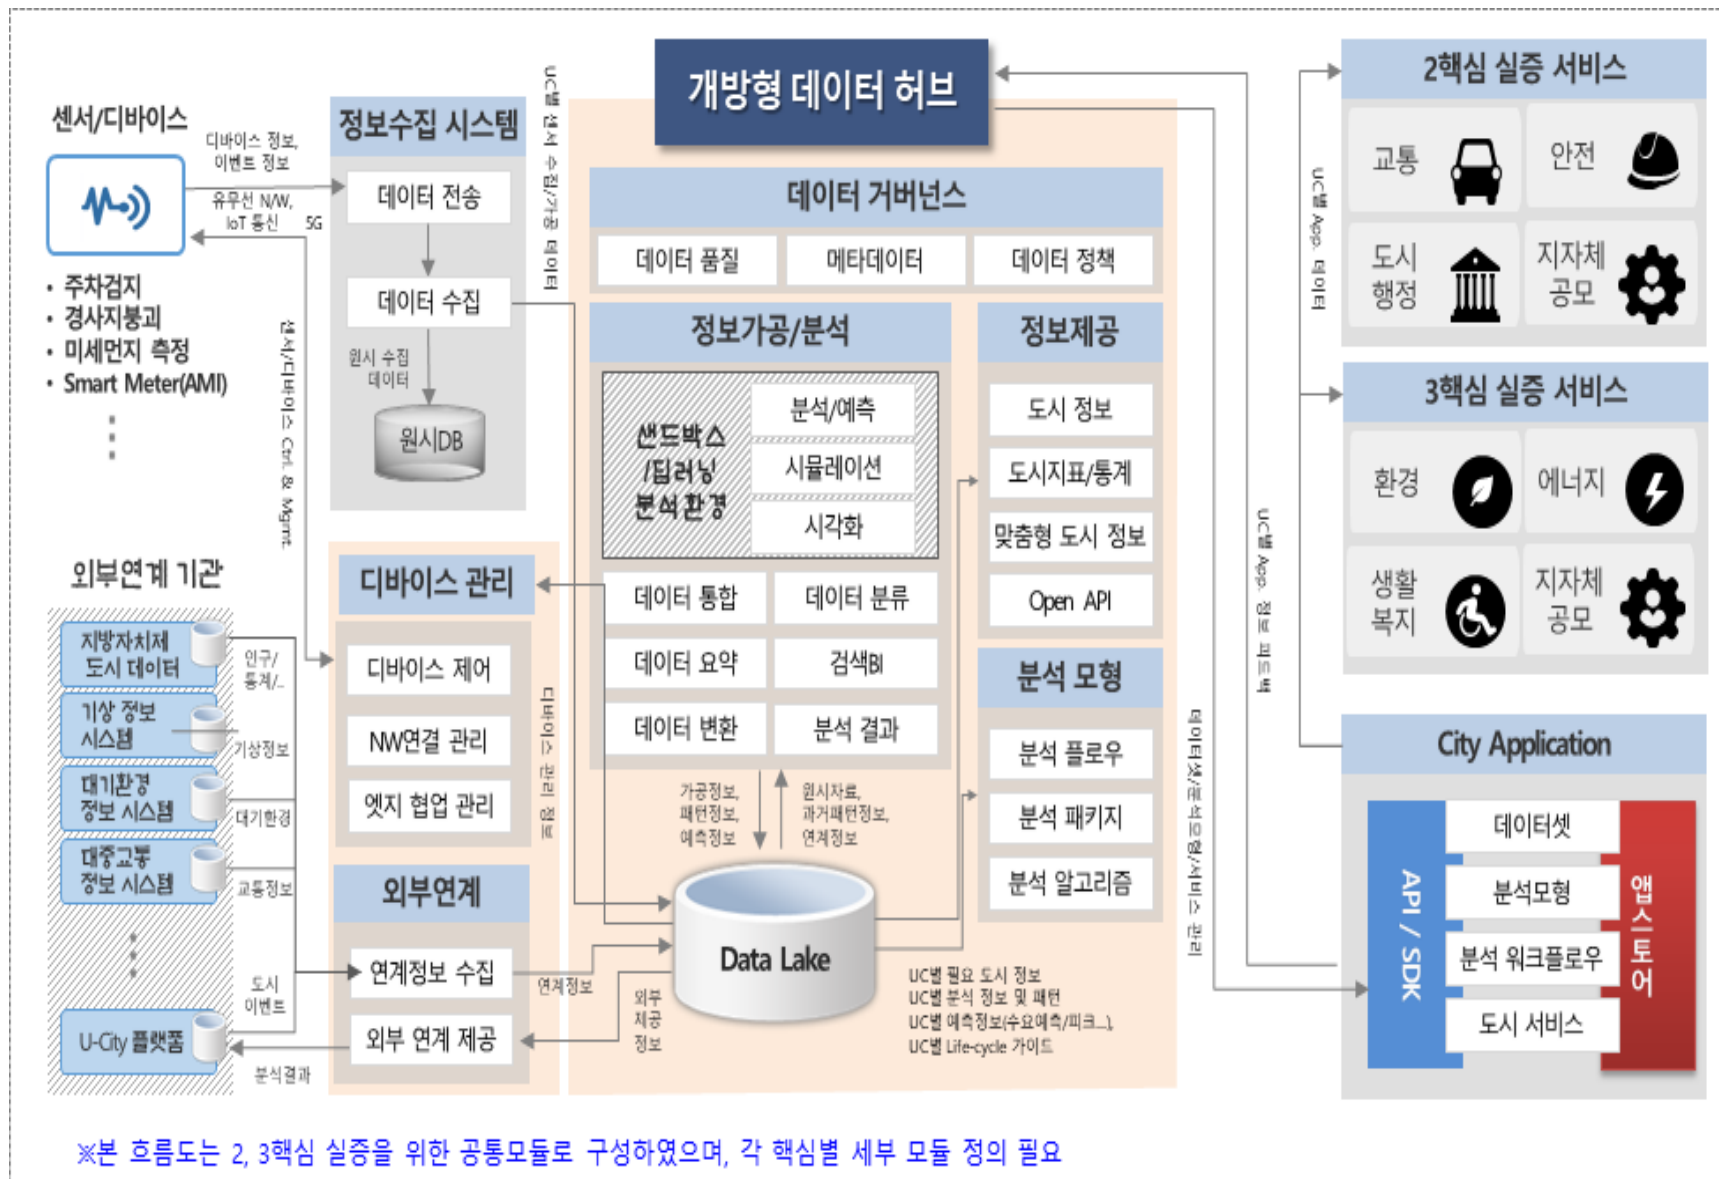 개방형 데이터 허브
센서/디바이스
디바이스 정보,
이벤트 정보
유무선 N/W,
IoT 통신
5G
• 주차검지
• 경사지붕괴
• 미세먼지 측정
• Smart Meter(AMI)
센서/디바이스 Ctrl. & Mgmt.
정보수집 시스템
데이터 전송
데이터 수집
원시 수집
데이터
원시DB
UC별 센서 수집/가공 데이터
외부연계 기관
지방자치제
도시 데이터
기상 정보
시스템
대기환경
정보 시스템
대중교통
정보 시스템
U-City 플랫폼
인구/
통계/...
기상정보
대기환경
교통정보
도시
이벤트
분석결과
디바이스 관리
디바이스 제어
NW연결 관리
엣지 협업 관리
디바이스 관리 정보
외부연계
연계정보 수집
외부 연계 제공
연계정보
외부
제공
정보
데이터 거버넌스
데이터 품질
메타데이터
데이터 정책
정보가공/분석
샌드박스
/딥러닝
분석환경
분석/예측
시뮬레이션
시각화
데이터 통합
데이터 분류
데이터 요약
검색BI
데이터 변환
분석 결과
가공정보,
패턴정보,
예측정보
원시자료,
과거패턴정보,
연계정보
Data Lake
정보제공
도시 정보
도시지표/통계
맞춤형 도시 정보
Open API
분석 모형
분석 플로우
분석 패키지
분석 알고리즘
UC별 필요 도시 정보
UC별 분석 정보 및 패턴
UC별 예측정보(수요예측/피크...),
UC별 Life-cycle 가이드
데이터셋/분석모형/서비스 관리
UC별 App. 정보 피드백
UC별 App. 데이터
2핵심 실증 서비스
교통
안전
도시
행정
지자체
공모
3핵심 실증 서비스
환경
에너지
생활
복지
지자체
공모
City Application
API / SDK
데이터셋
분석모형
분석 워크플로우
도시 서비스
앱스토어
※본 흐름도는 2, 3핵심 실증을 위한 공통모듈로 구성하였으며, 각 핵심별 세부 모듈 정의 필요